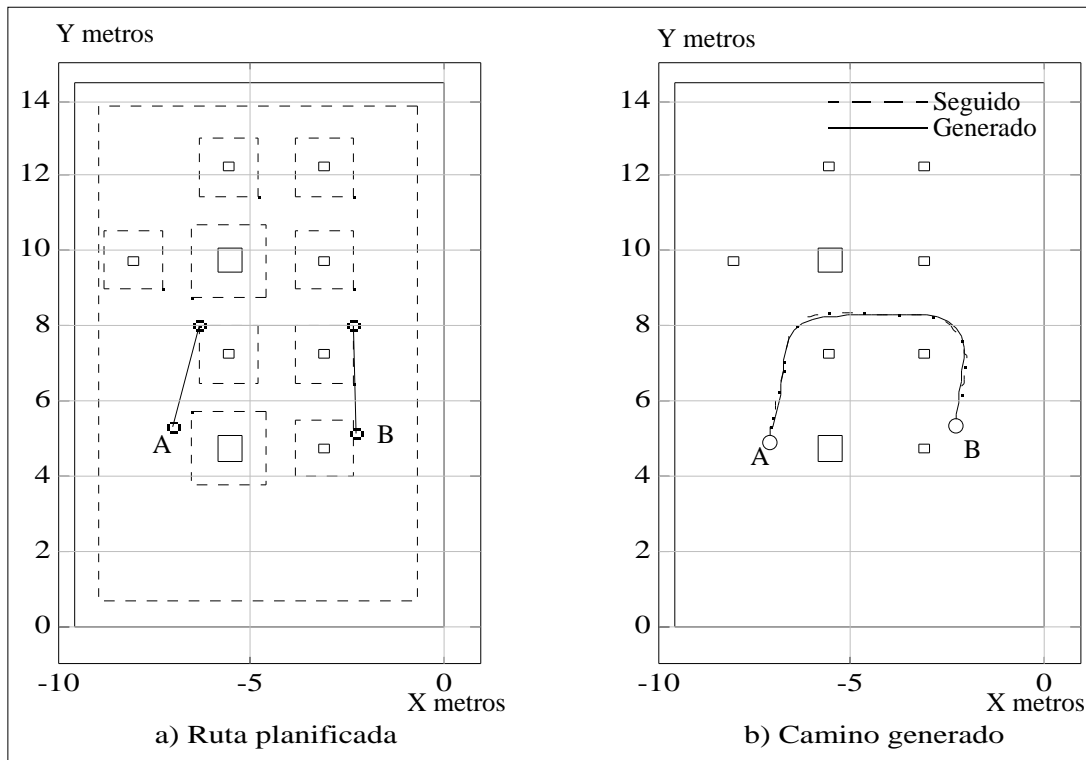 Y metros
14
12
10
8
6
4
2
0
A
B
-10
-5
0
X metros
a) Ruta planificada
Y metros
Seguido
Generado
14
12
10
8
6
4
2
0
A
B
-10
-5
0
X metros
b) Camino generado